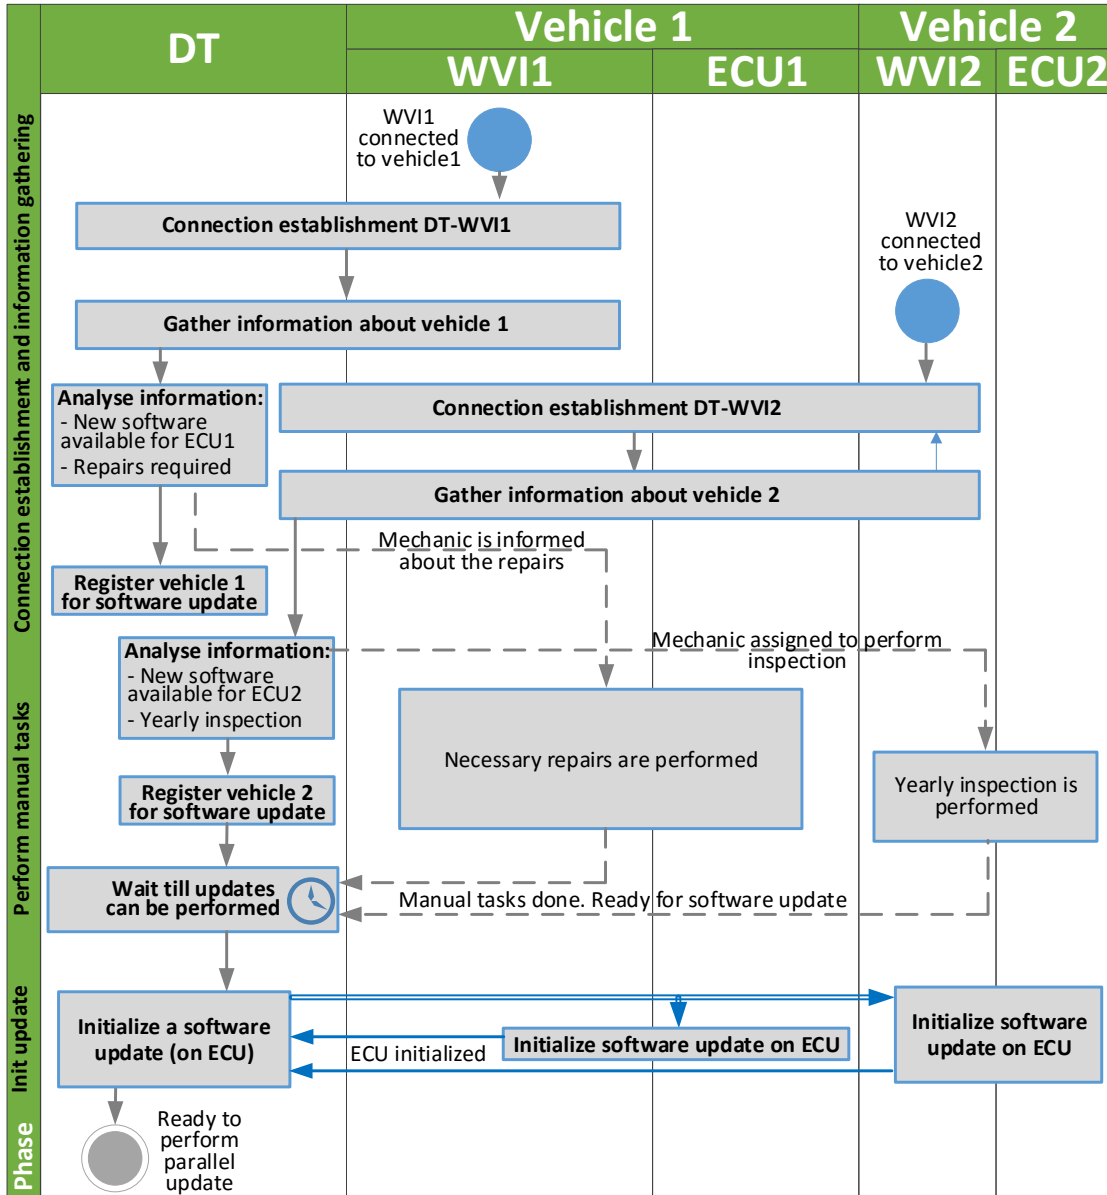 DT
Vehicle 1
Vehicle 2
WVI1
ECU1
WVI2
ECU2
Connection establishment and information gathering
WVI1
connected
to vehicle1
Connection establishment DT-WVI1
WVI2
connected
to vehicle2
Gather information about vehicle 1
Analyse information:
- New software
available for ECU1
- Repairs required
Connection establishment DT-WVI2
Gather information about vehicle 2
Mechanic is informed
about the repairs
Register vehicle 1
for software update
Mechanic assigned to perform
inspection
Analyse information:
- New software
available for ECU2
- Yearly inspection
Perform manual tasks
Necessary repairs are performed
Yearly inspection is
performed
Register vehicle 2
for software update
Wait till updates
can be performed
Manual tasks done. Ready for software update
Init update
Initialize a software
update (on ECU)
ECU initialized
Initialize software update on ECU
Initialize software
update on ECU
Phase
Ready to
perform
parallel
update